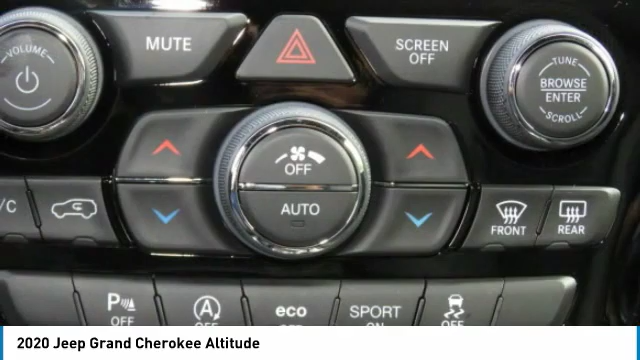 VOLUME
MUTE
SCREEN
OFF
TUNE
BROWSE
ENTER
SCROLL
OFF
AUTO
/C
FRONT
REAR
P
OFF
A
OFF
eco
SPORT
ON
OFF
2020 Jeep Grand Cherokee Altitude